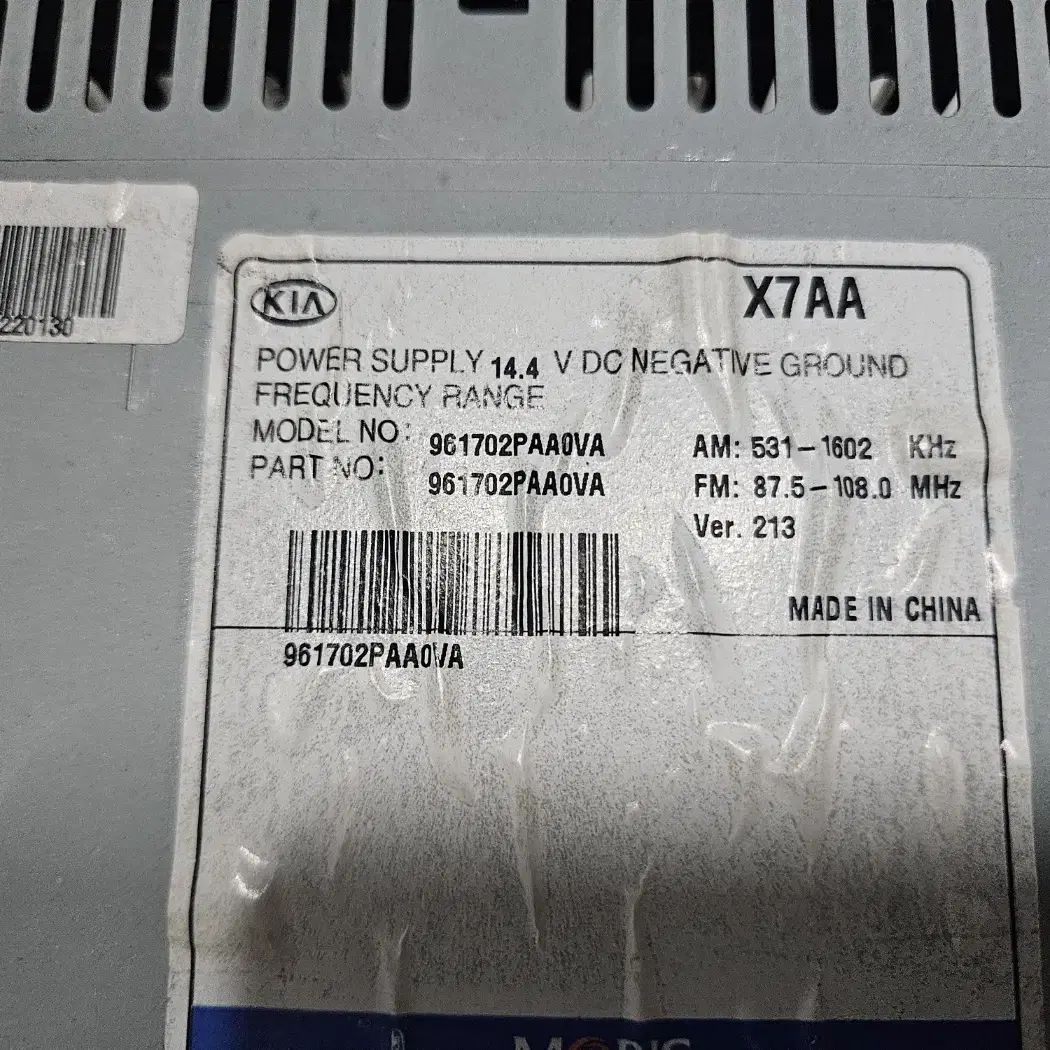 220130
KIA
X7AA
POWER SUPPLY 14.4 V DC NEGATIVE GROUND
FREQUENCY RANGE
MODEL NO: 961702PAA0VA AM: 531-1602 KHz
PART NO: 961702PAA0VA FM: 87.5-108.0 MHz
Ver. 213
MADE IN CHINA
961702PAA0VA
MOBIS